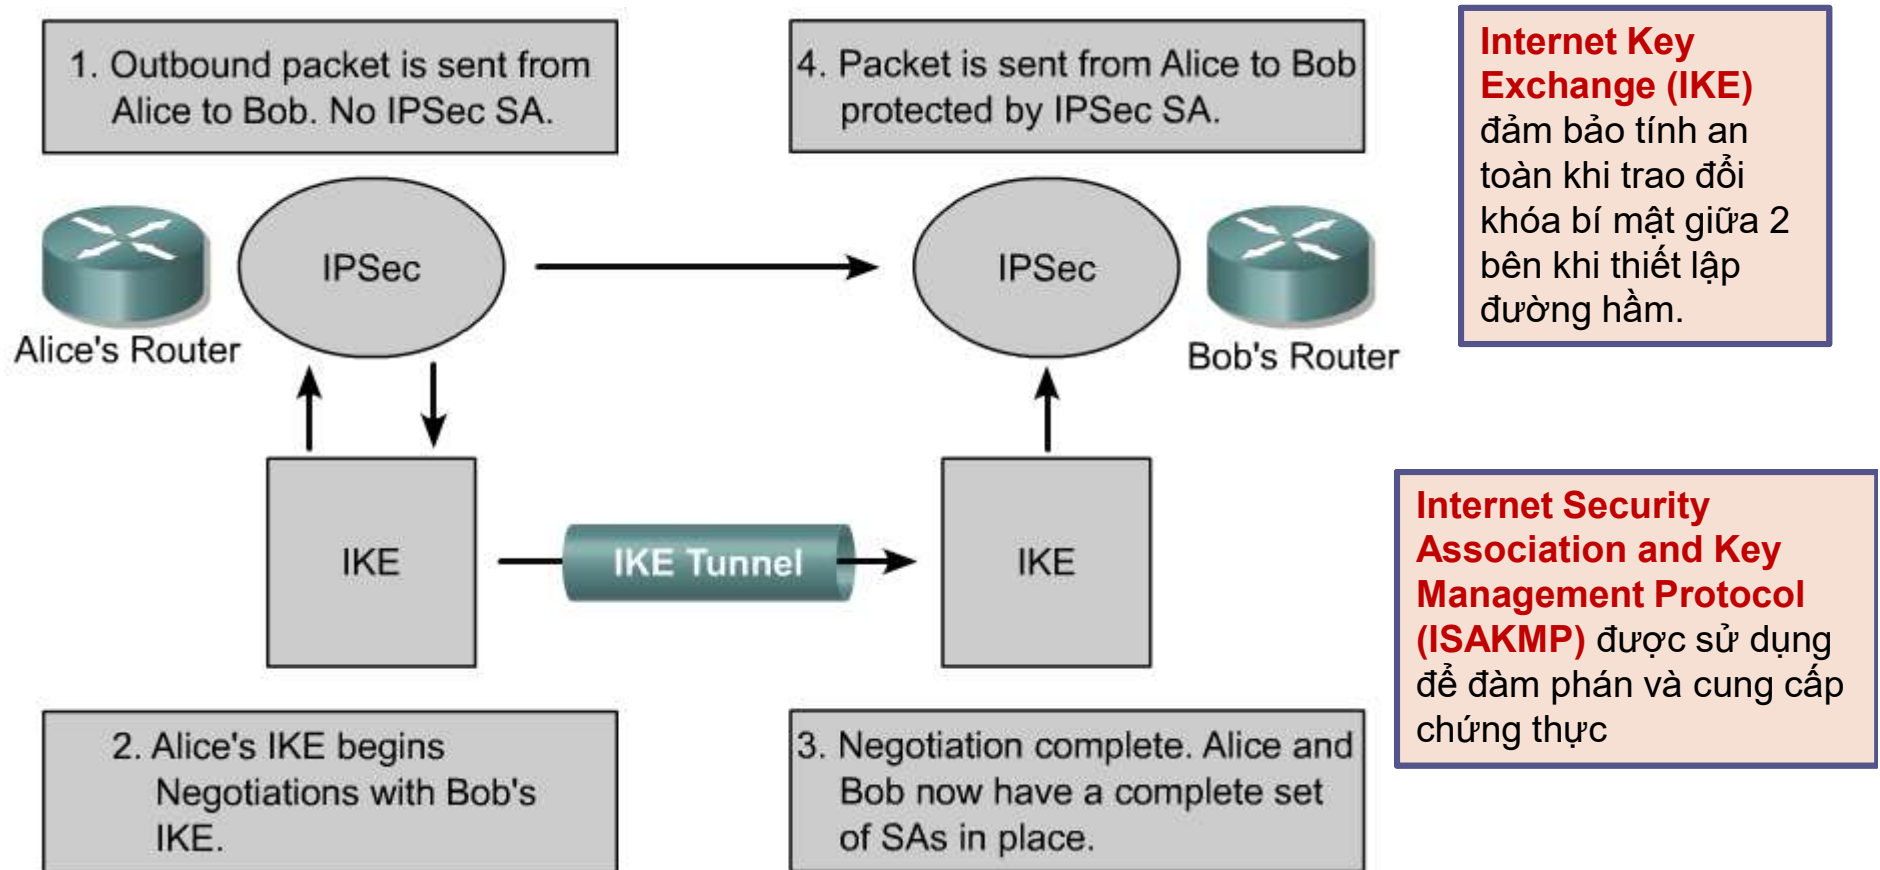 1. Outbound packet is sent from
Alice to Bob. No IPSec SA.
4. Packet is sent from Alice to Bob
protected by IPSec SA.
Internet Key
Exchange (IKE)
đảm bảo tính an
toàn khi trao đổi
khóa bí mật giữa 2
bên khi thiết lập
đường hầm.
IPSec
IPSec
Alice's Router
Bob's Router
IKE
IKE Tunnel
IKE
Internet Security
Association and Key
Management Protocol
(ISAKMP) được sử dụng
để đàm phán và cung cấp
chứng thực
2. Alice's IKE begins
Negotiations with Bob's
IKE.
3. Negotiation complete. Alice and
Bob now have a complete set
of SAs in place.